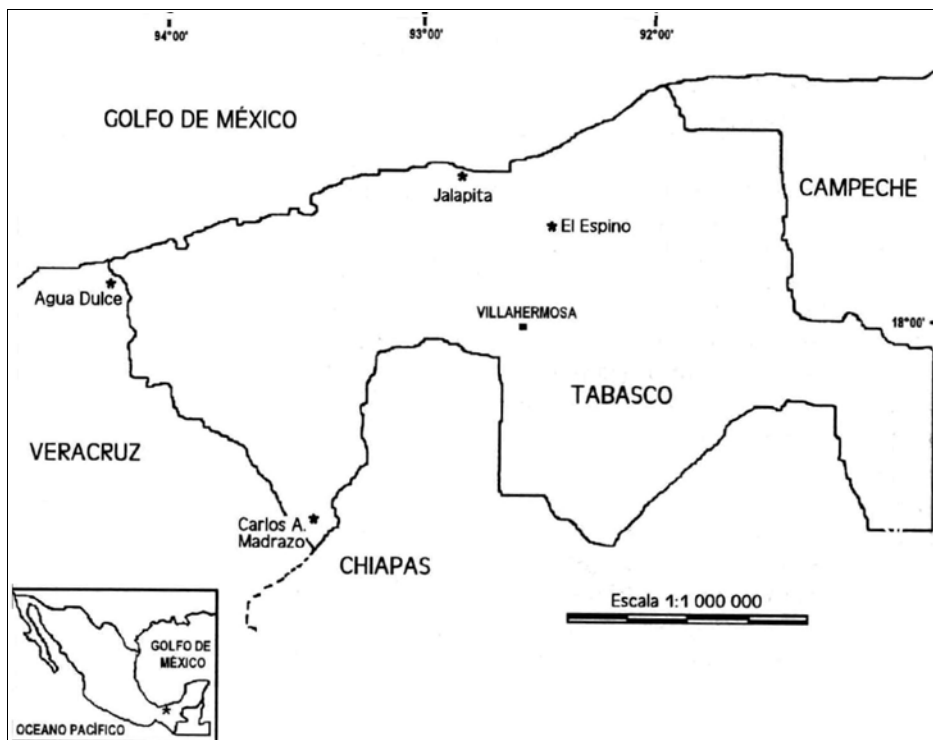 94°00'
93°00'
92°00'
GOLFO DE MÉXICO
CAMPECHE
Jalapita
El Espino
Agua Dulce
VILLAHERMOSA
18°00'
TABASCO
VERACRUZ
Carlos A.
Madrazo
CHIAPAS
Escala 1:1 000 000
GOLFO DE
MÉXICO
OCEANO PACÍFICO